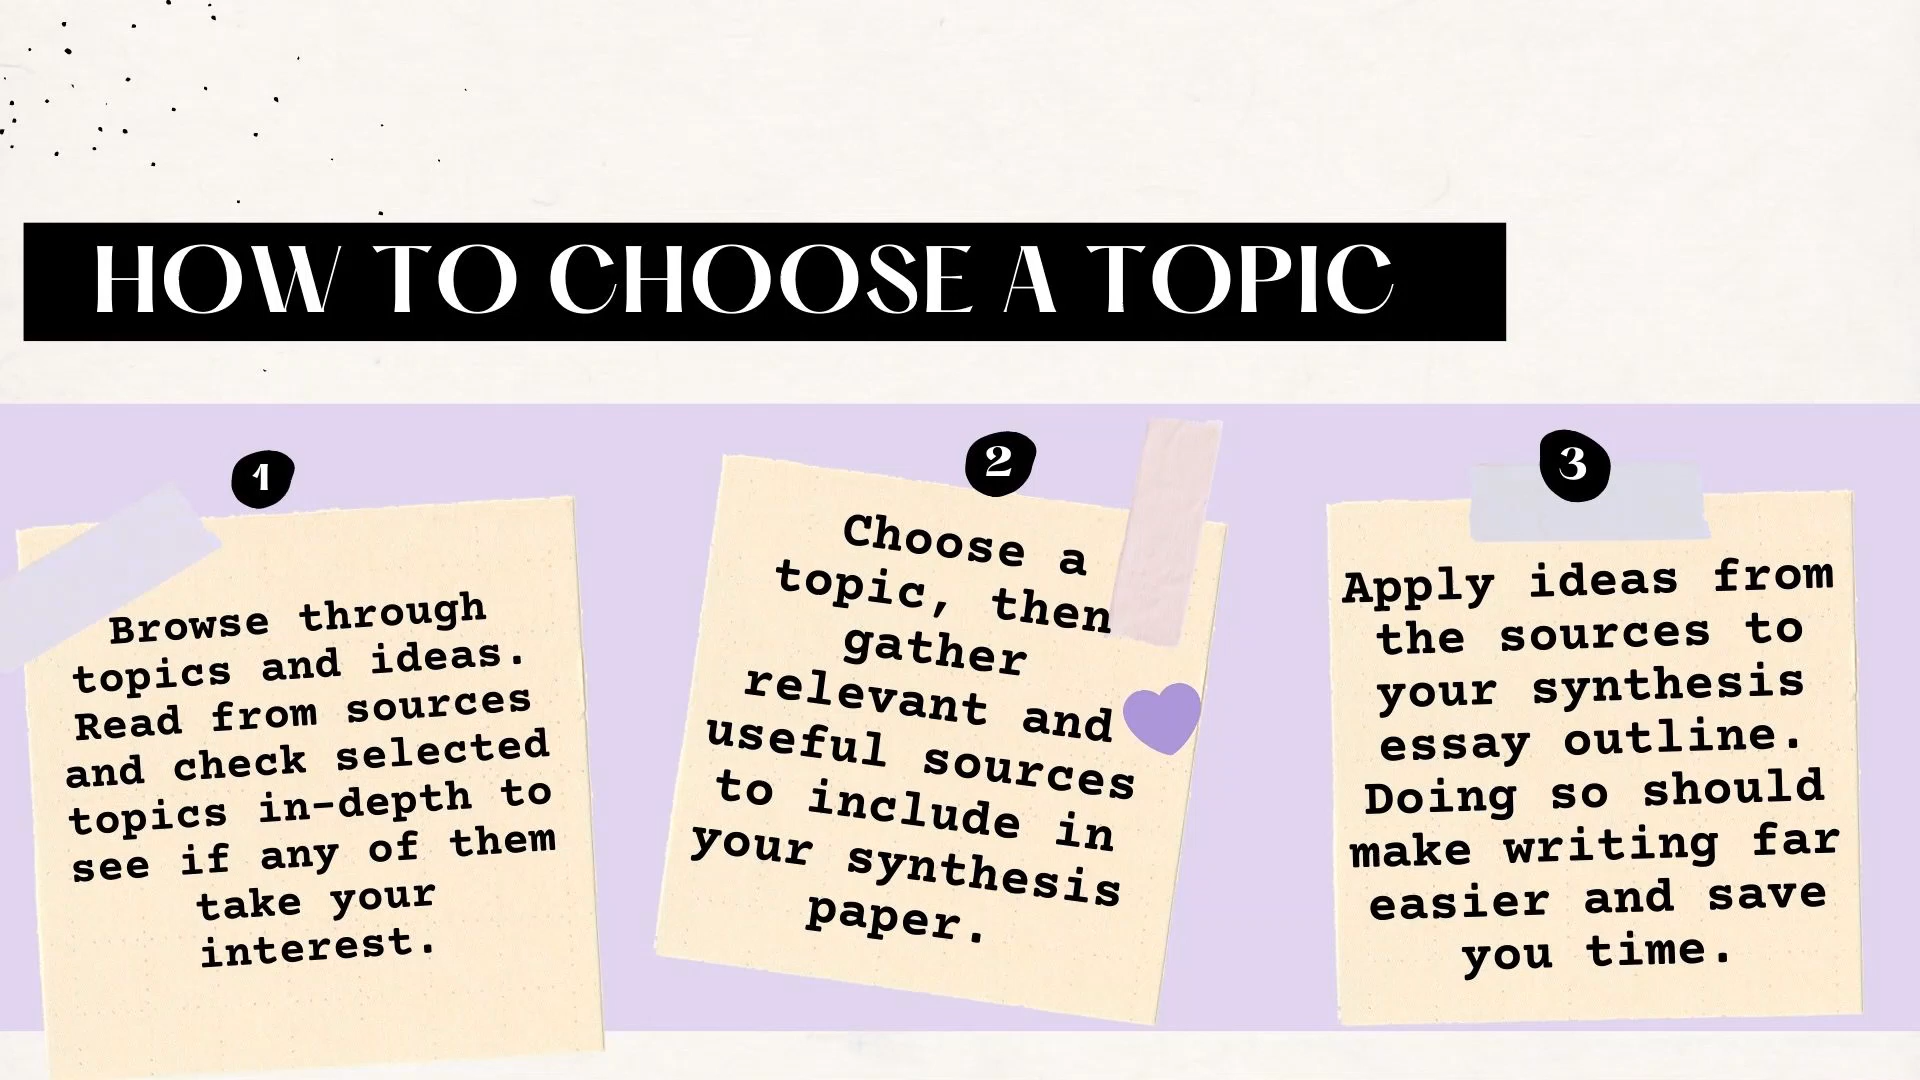 HOW TO CHOOSE A TOPIC
1
Browse through
topics and ideas.
Read from sources
and check selected
topics in-depth to
see if any of them
take your
interest.
2
Choose a
topic, then
gather
relevant and
useful sources
to include in
your synthesis
paper.
3
Apply ideas from
the sources to
your synthesis
essay outline.
Doing so should
make writing far
easier and save
you time.